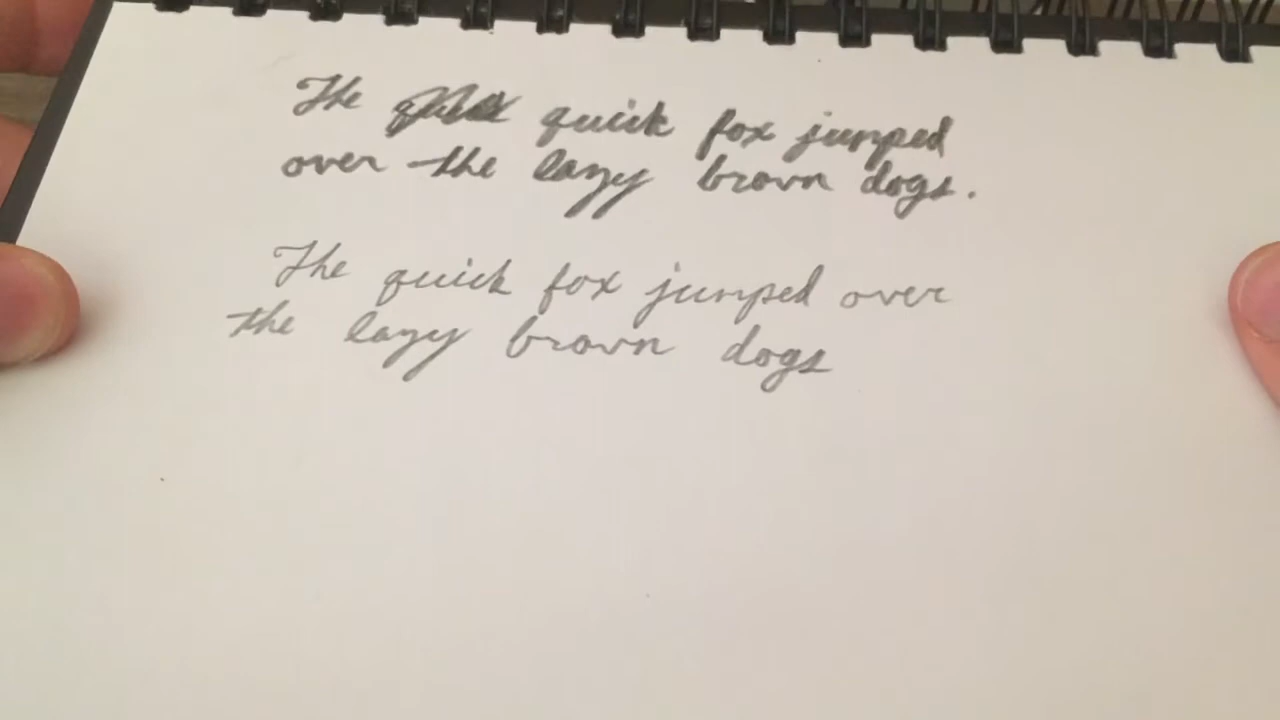 The quick fox jumped
over the lazy brown dogs.
The quick fox jumped over
the lazy brown dogs